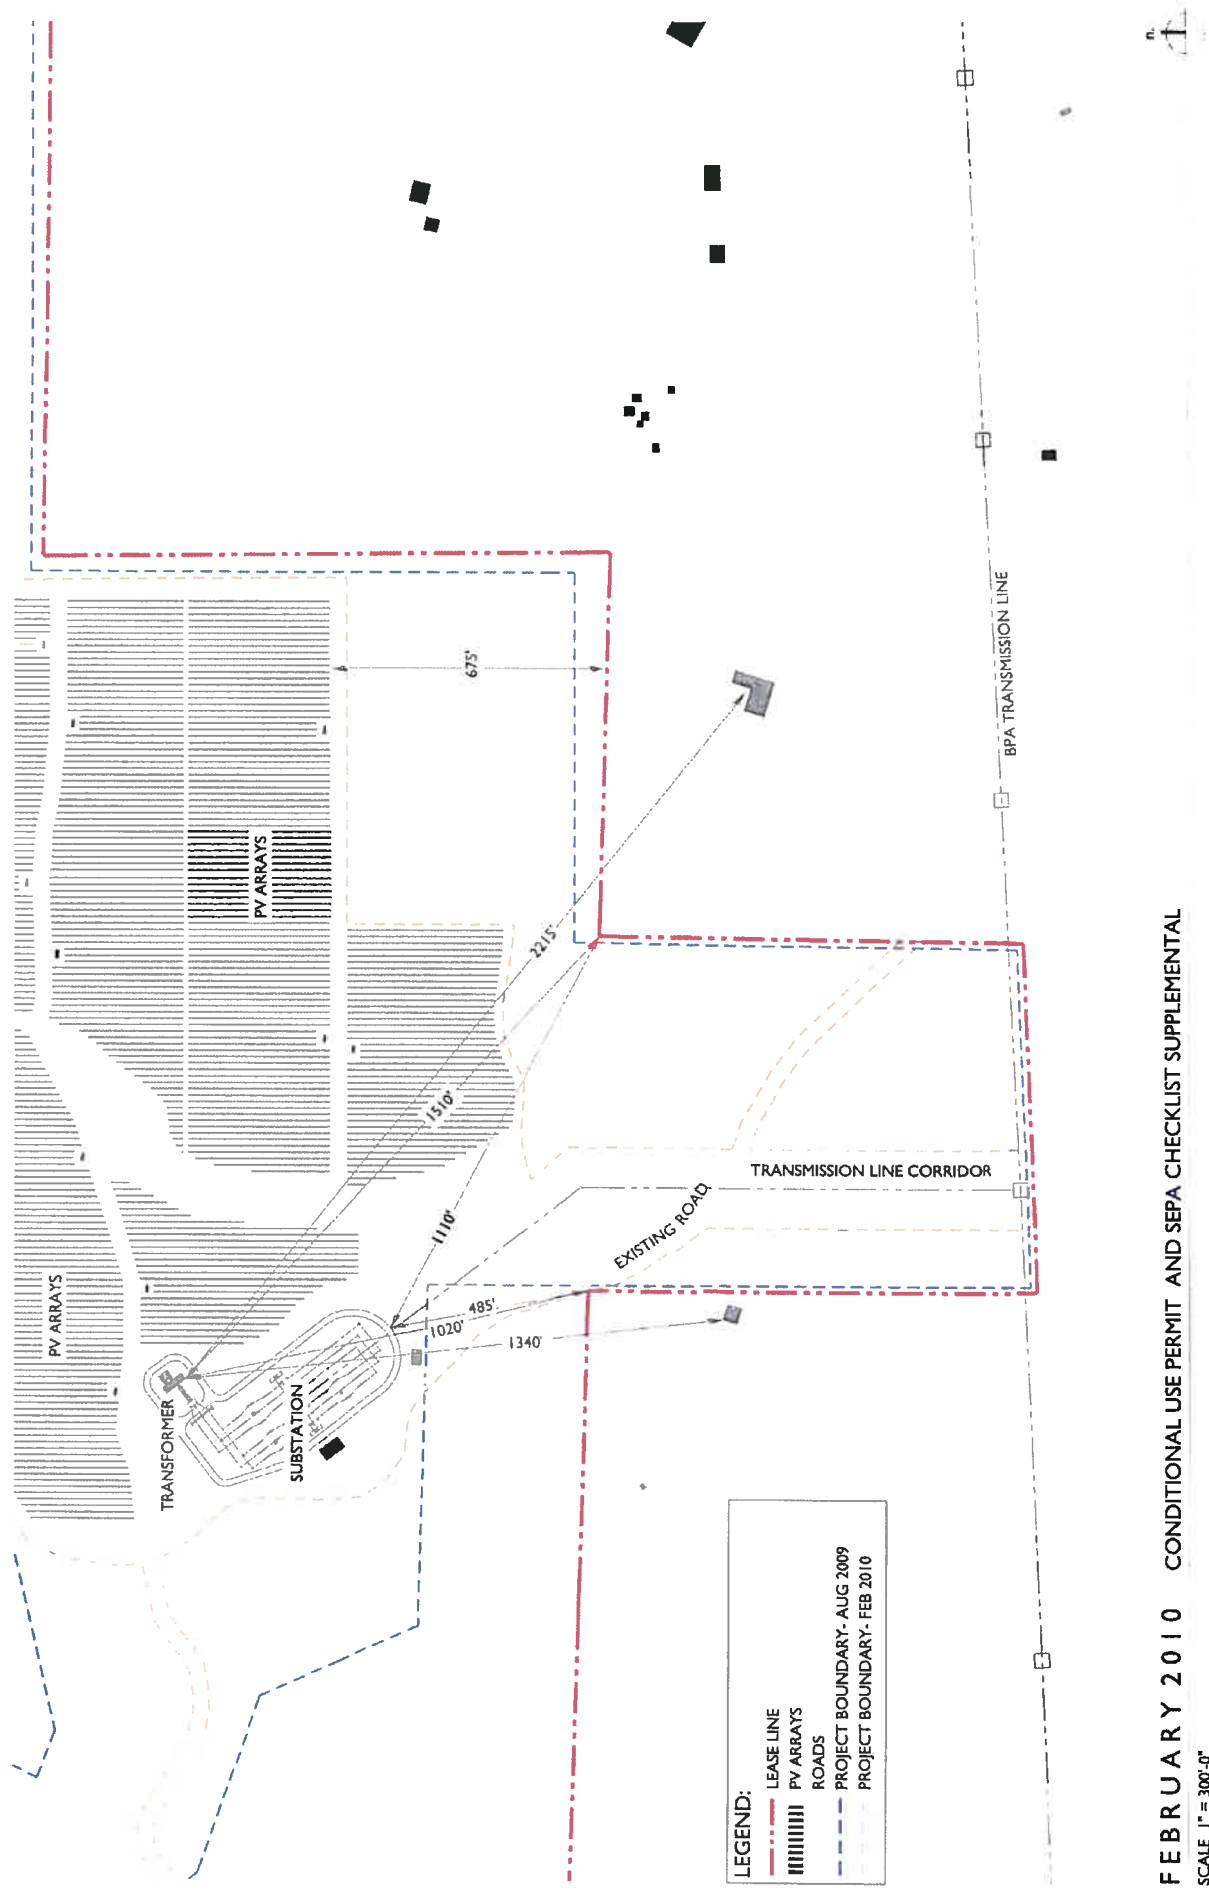 n.
675'
PV ARRAYS
2215'
BPA TRANSMISSION LINE
1510'
1110'
TRANSMISSION LINE CORRIDOR
EXISTING ROAD
PV ARRAYS
485'
1020'
1340'
TRANSFORMER
SUBSTATION
LEGEND:
LEASE LINE
PV ARRAYS
ROADS
PROJECT BOUNDARY- AUG 2009
PROJECT BOUNDARY- FEB 2010
FEBRUARY 2010 CONDITIONAL USE PERMIT AND SEPA CHECKLIST SUPPLEMENTAL
SCALE 1" = 300'-0"